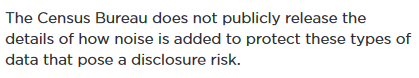 The Census Bureau does not publicly release the
details of how noise is added to protect these types of
data that pose a disclosure risk.